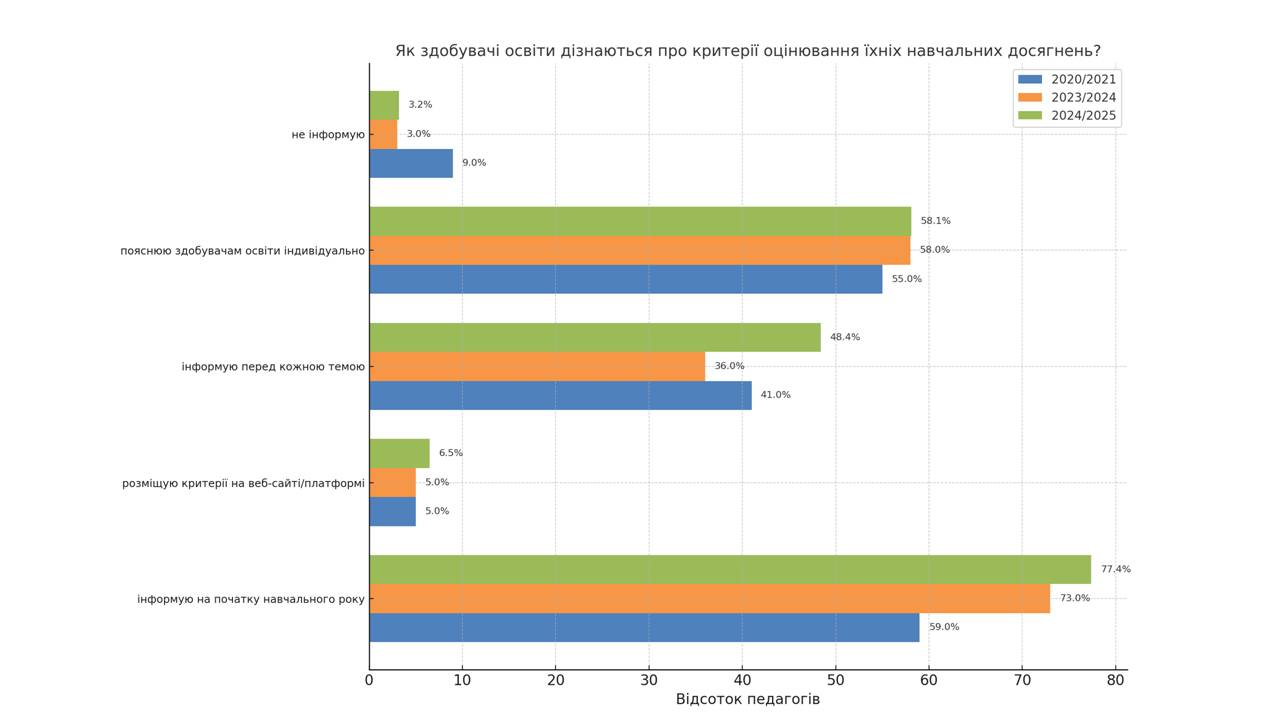 Як здобувачі освіти дізнаються про критерії оцінювання їхніх навчальних досягнень?
2020/2021
2023/2024
2024/2025
3.2%
не інформую
3.0%
9.0%
58.1%
пояснюю здобувачам освіти індивідуально
58.0%
55.0%
48.4%
інформую перед кожною темою
36.0%
41.0%
6.5%
розміщую критерії на веб-сайті/платформі
5.0%
5.0%
77.4%
інформую на початку навчального року
73.0%
59.0%
0 10 20 30 40 50 60 70 80
Відсоток педагогів